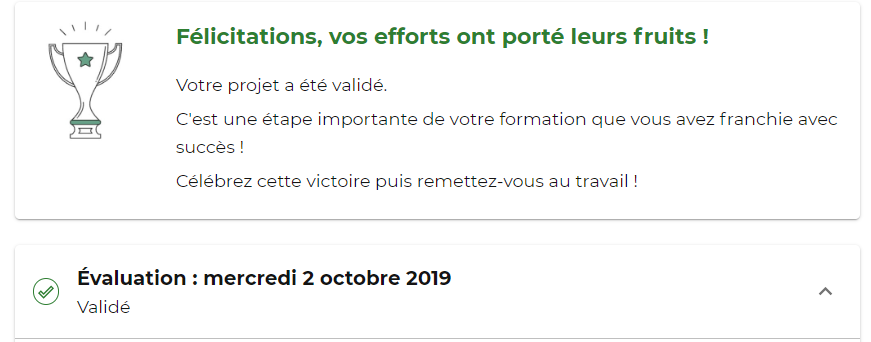 Félicitations, vos efforts ont porté leurs fruits !
Votre projet a été validé.
C'est une étape importante de votre formation que vous avez franchie avec
succès !
Célébrez cette victoire puis remettez-vous au travail !
Évaluation : mercredi 2 octobre 2019
Validé